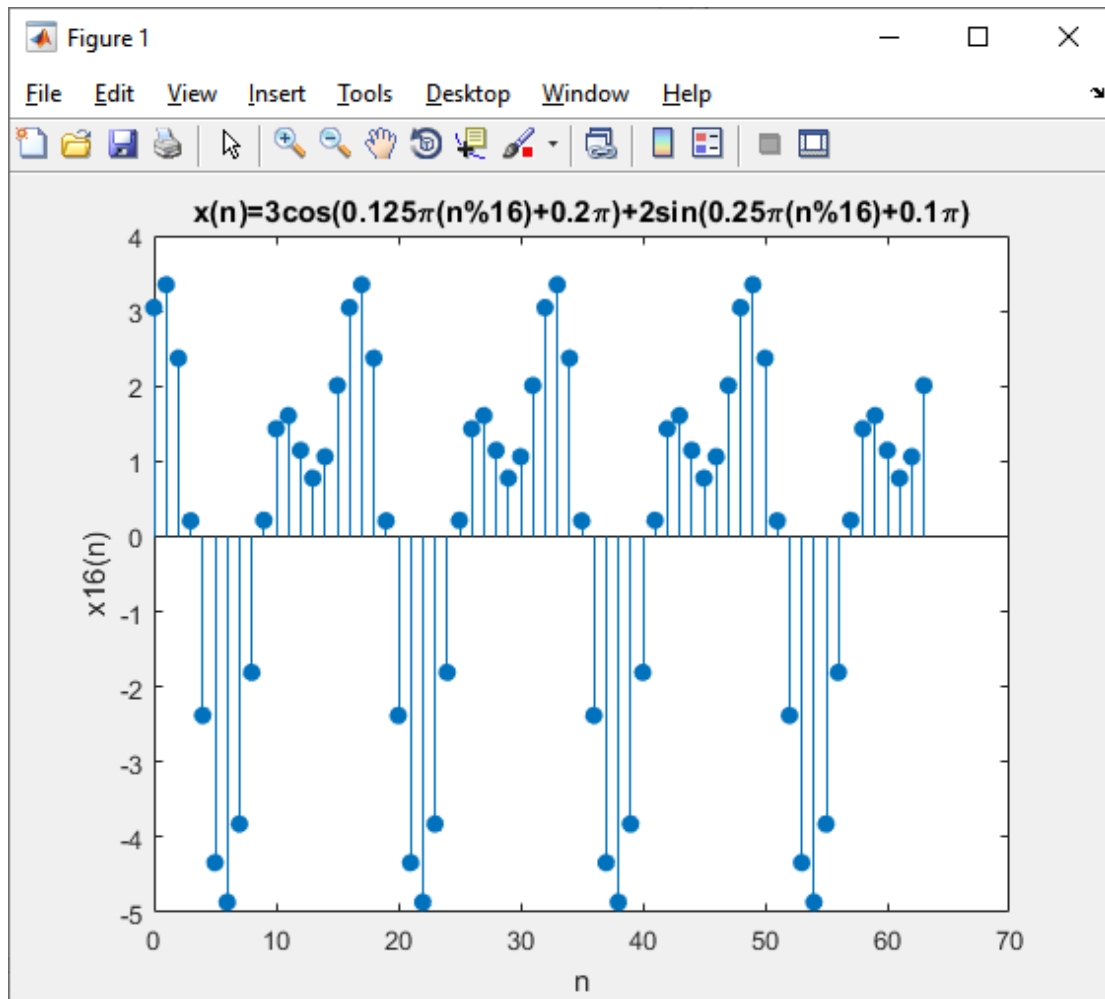 Figure 1
File Edit View Insert Tools Desktop Window Help
x(n)=3cos(0.125π(n%16)+0.2π)+2sin(0.25π(n%16)+0.1π)
4
3
2
1
0
-1
-2
-3
-4
-5
x16(n)
0 10 20 30 40 50 60 70
n